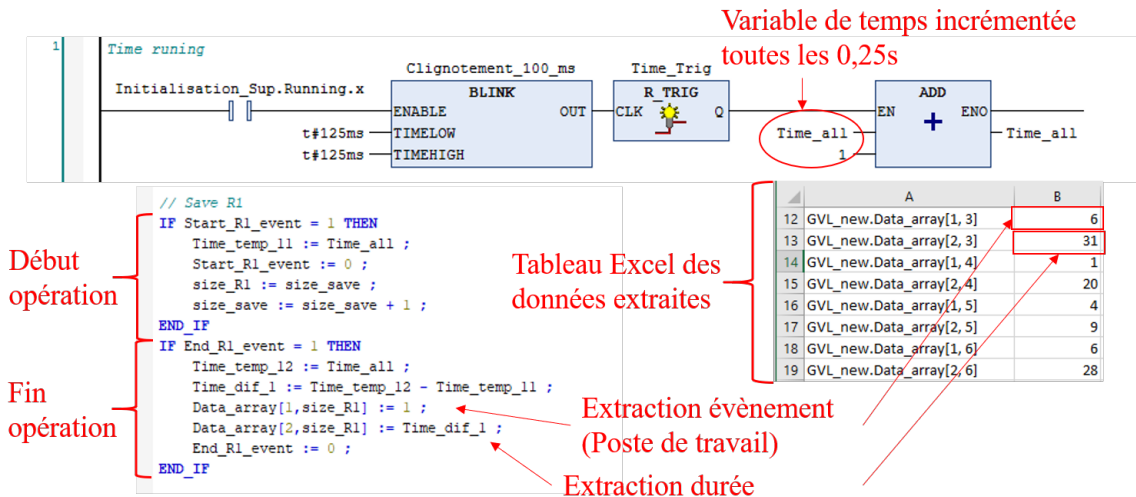 Variable de temps incrémentée
toutes les 0,25s
1
Time runing
Clignotement_100_ms
Time_Trig
Initialisation_Sup.Running.x
BLINK
R_TRIG
ADD
ENABLE
OUT
CLK
Q
EN
ENO
t#125ms
TIMELOW
Time_all
+
Time_all
t#125ms
TIMEHIGH
1
// Save R1
IF Start_R1_event = 1 THEN
Time_temp_11 := Time_all ;
Start_R1_event := 0 ;
size_R1 := size_save ;
size_save := size_save + 1 ;
END_IF
IF End_R1_event = 1 THEN
Time_temp_12 := Time_all ;
Time_dif_1 := Time_temp_12 - Time_temp_11 ;
Data_array[1,size_R1] := 1 ;
Data_array[2,size_R1] := Time_dif_1 ;
End_R1_event := 0 ;
END_IF
Début
opération
Fin
opération
Tableau Excel des
données extraites
A B
12 GVL_new.Data_array[1, 3] 6
13 GVL_new.Data_array[2, 3] 31
14 GVL_new.Data_array[1, 4] 1
15 GVL_new.Data_array[2, 4] 20
16 GVL_new.Data_array[1, 5] 4
17 GVL_new.Data_array[2, 5] 9
18 GVL_new.Data_array[1, 6] 6
19 GVL_new.Data_array[2, 6] 28
Extraction évènement
(Poste de travail)
Extraction durée